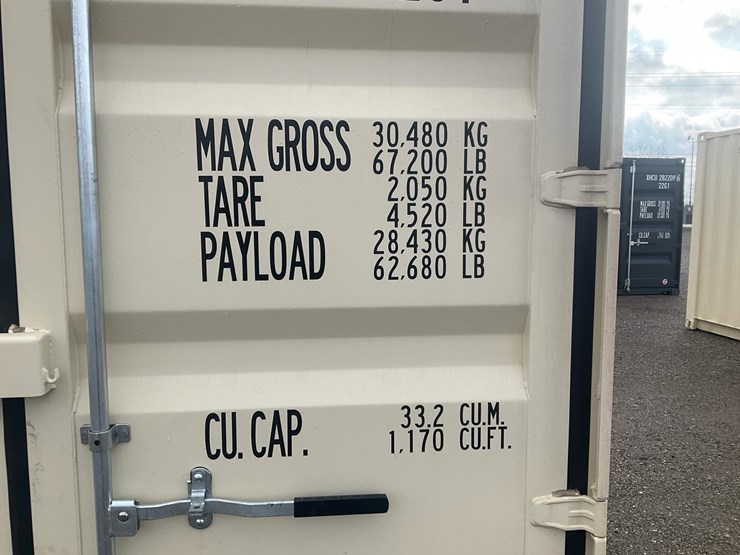 MAX GROSS 30,480 KG
67,200 LB
TARE 2,050 KG
4,520 LB
PAYLOAD 28,430 KG
62,680 LB
CU. CAP. 33.2 CU.M.
1,170 CU.FT.
22G1